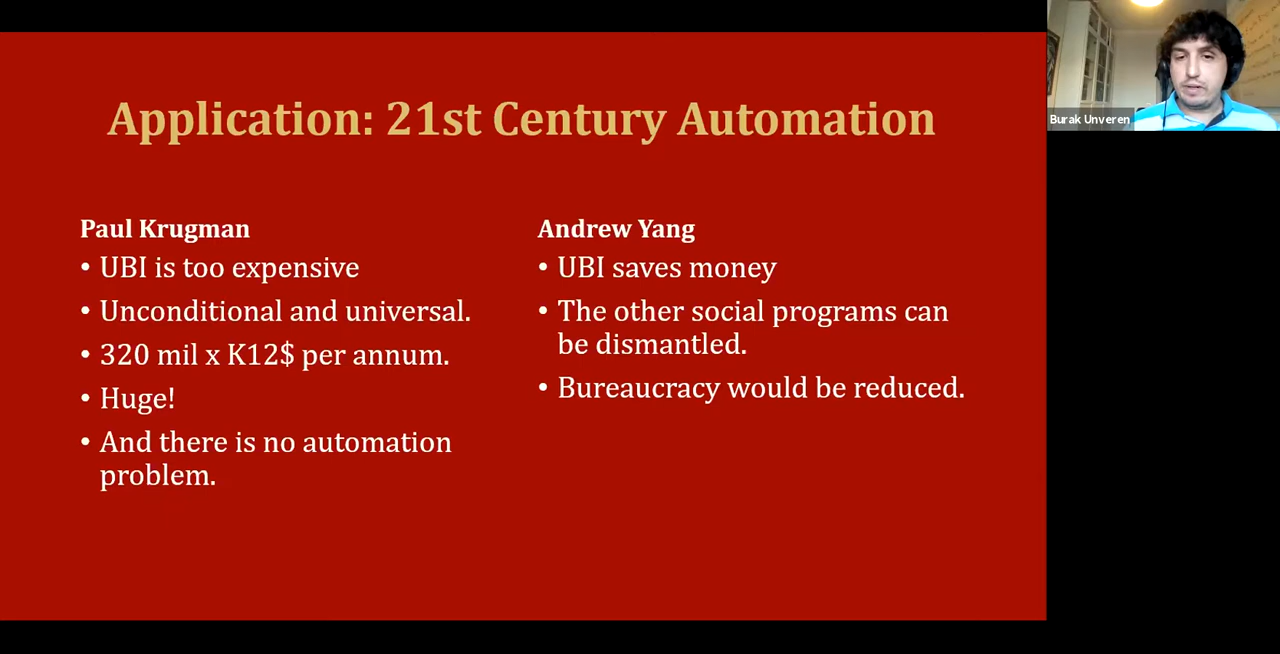 Application: 21st Century Automation
Paul Krugman
• UBI is too expensive
• Unconditional and universal.
• 320 mil x K12$ per annum.
• Huge!
• And there is no automation
problem.
Andrew Yang
• UBI saves money
• The other social programs can
be dismantled.
• Bureaucracy would be reduced.
Burak Unveren